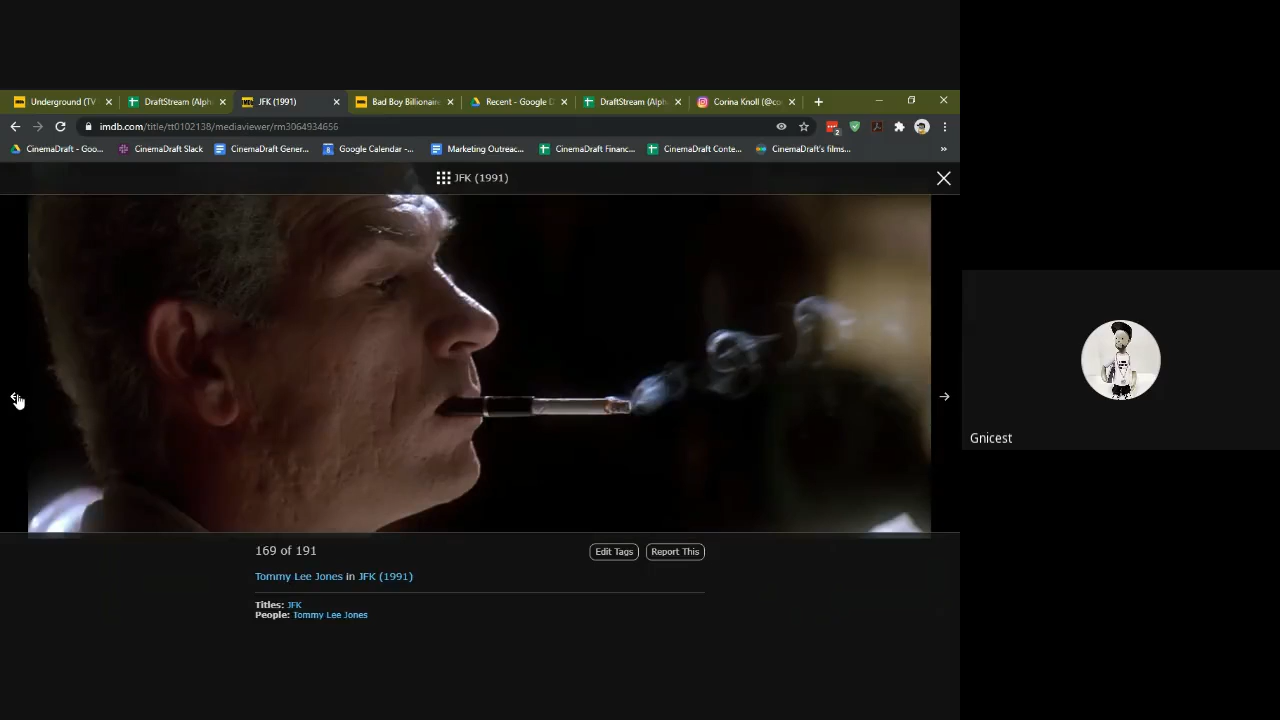 Underground (TV
DraftStream (Alph
JFK (1991)
Bad Boy Billionaire
Recent - Google D
DraftStream (Alph
Corina Knoll (@co
imdb.com/title/tt0102138/mediaviewer/rm3064934656
2
CinemaDraft - Goo...
CinemaDraft Slack
CinemaDraft Gener...
8
Google Calendar -...
Marketing Outreac...
CinemaDraft Financ...
CinemaDraft Conte...
CinemaDraft's films...
»
JFK (1991)
169 of 191
Edit Tags
Report This
Tommy Lee Jones in JFK (1991)
Titles: JFK
People: Tommy Lee Jones
Gnicest